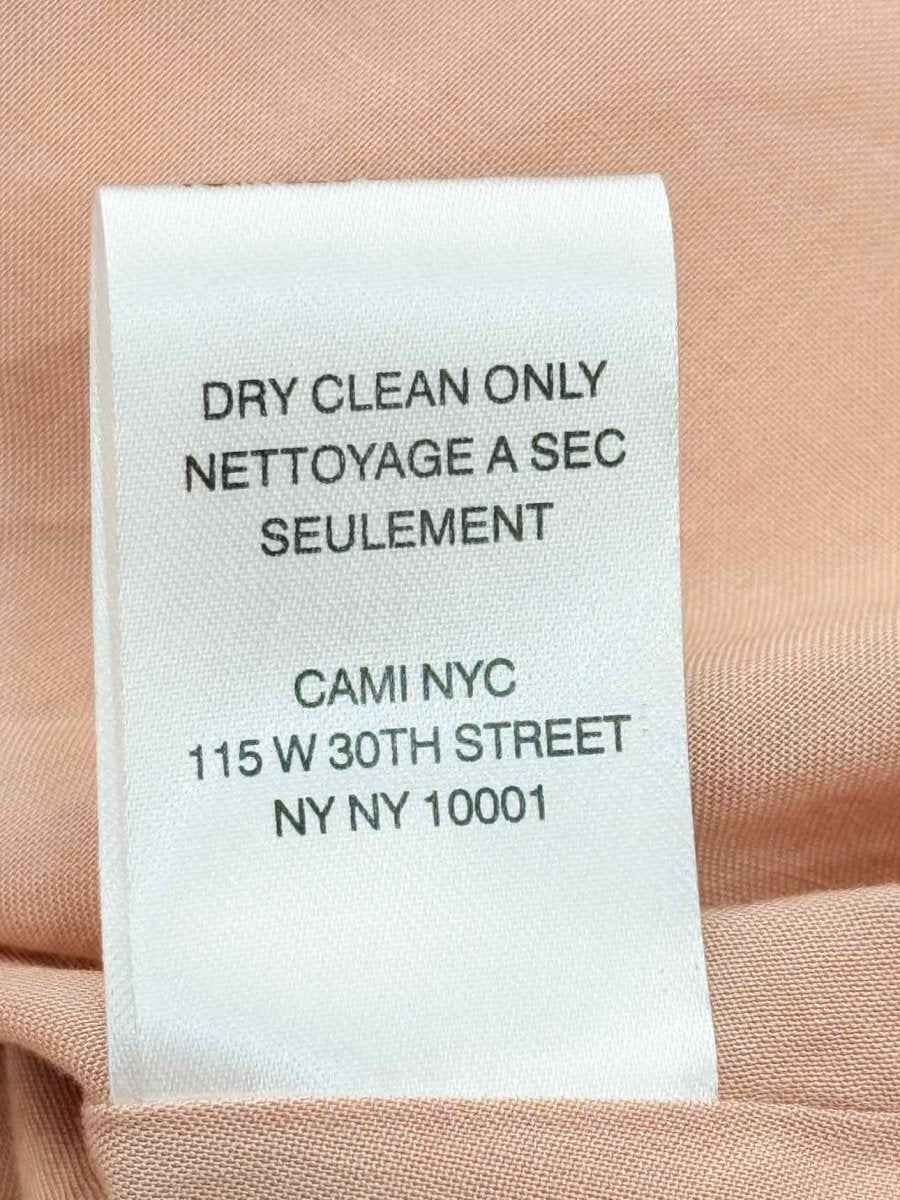 DRY CLEAN ONLY
NETTOYAGE A SEC
SEULEMENT
CAMI NYC
115 W 30TH STREET
NY NY 10001